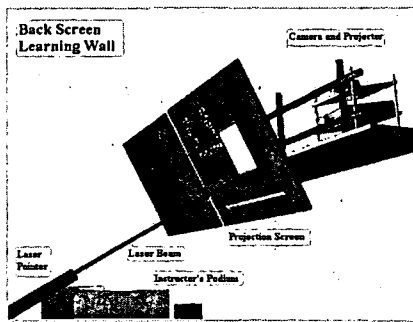 Back Screen
Learning Wall
Camera and Projector
Projection Screen
Laser
Pointer
Laser Beam
Instructor's Podium